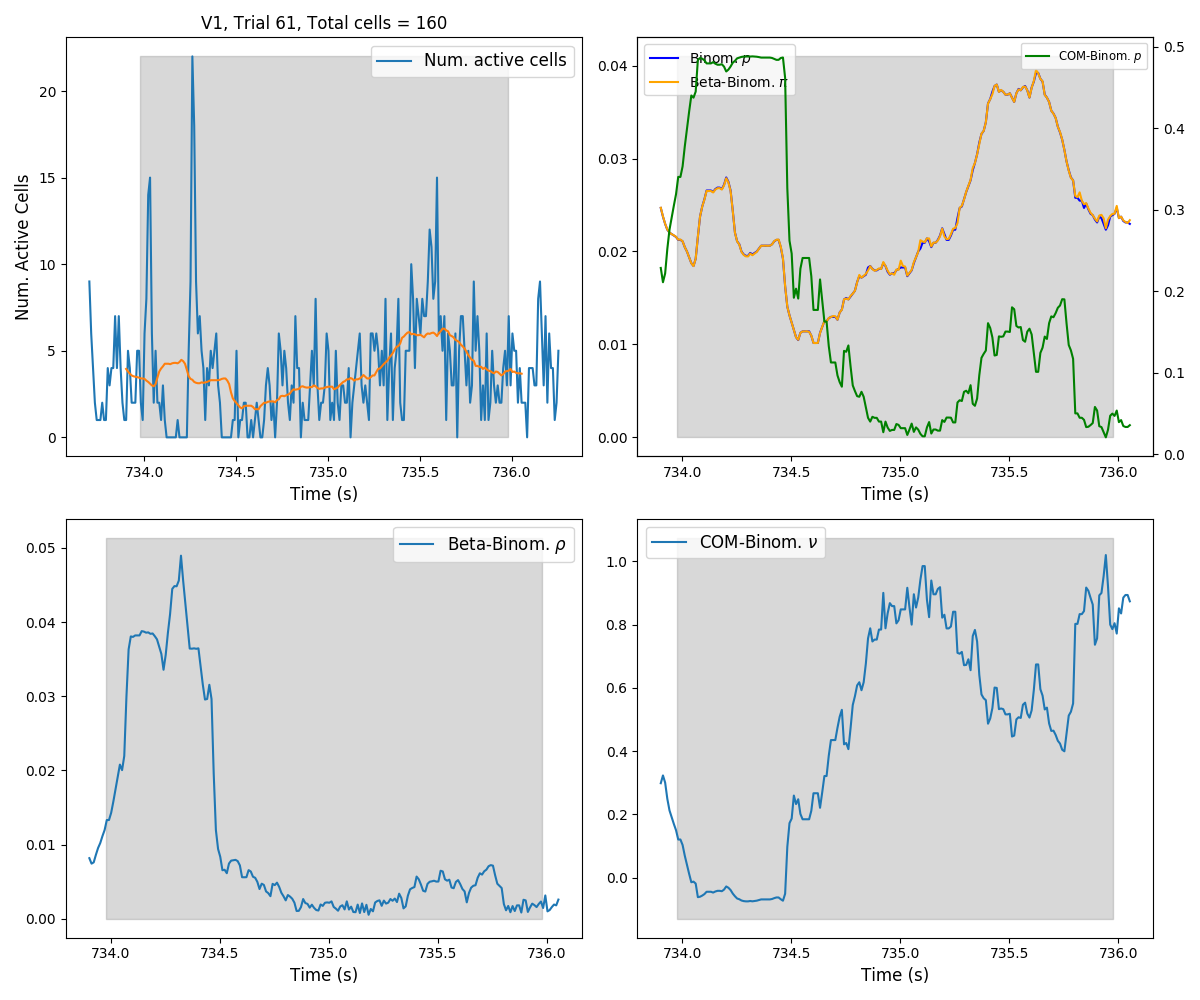 V1, Trial 61, Total cells = 160
Num. active cells
Num. Active Cells
20
15
10
5
0
734.0 734.5 735.0 735.5 736.0
Time (s)
Binom. p
Beta-Binom. π
COM-Binom. p
0.04
0.03
0.02
0.01
0.00
0.5
0.4
0.3
0.2
0.1
0.0
734.0 734.5 735.0 735.5 736.0
Time (s)
Beta-Binom. ρ
0.05
0.04
0.03
0.02
0.01
0.00
734.0 734.5 735.0 735.5 736.0
Time (s)
COM-Binom. ν
1.0
0.8
0.6
0.4
0.2
0.0
734.0 734.5 735.0 735.5 736.0
Time (s)